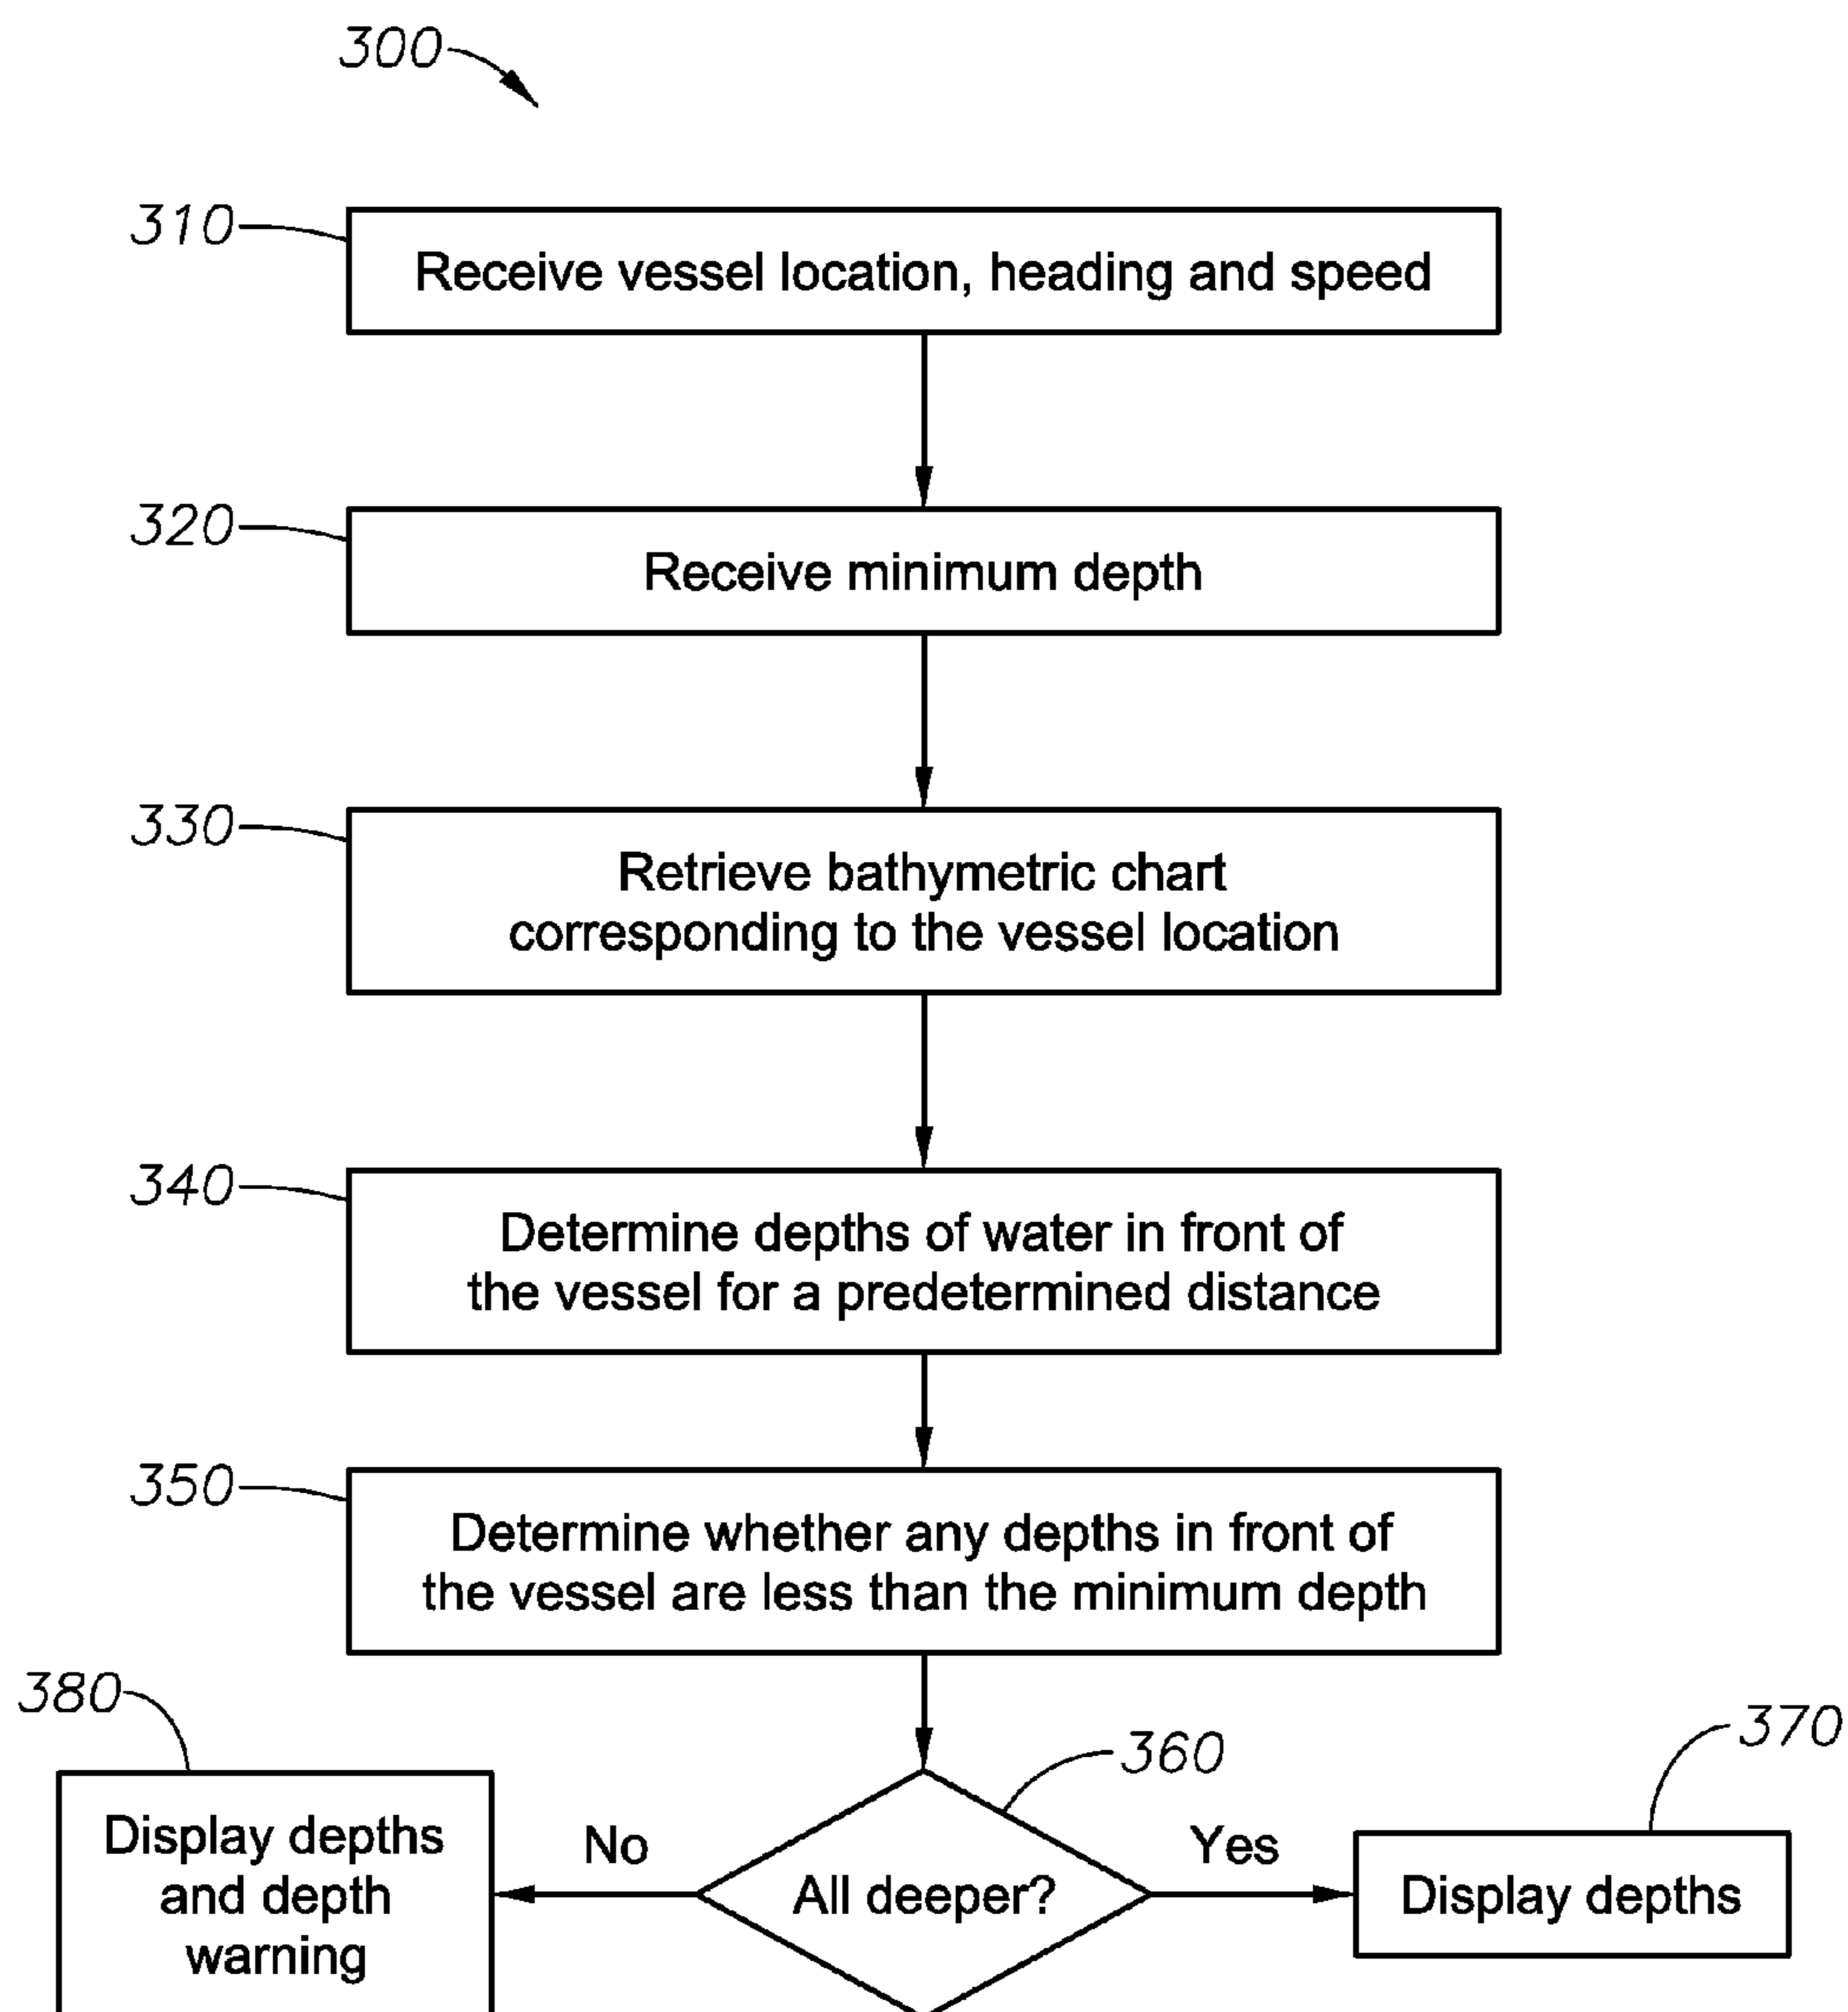 300
310
Receive vessel location, heading and speed
320
Receive minimum depth
330
Retrieve bathymetric chart
corresponding to the vessel location
340
Determine depths of water in front of
the vessel for a predetermined distance
350
Determine whether any depths in front of
the vessel are less than the minimum depth
380
360
370
Display depths
and depth
warning
No
All deeper?
Yes
Display depths